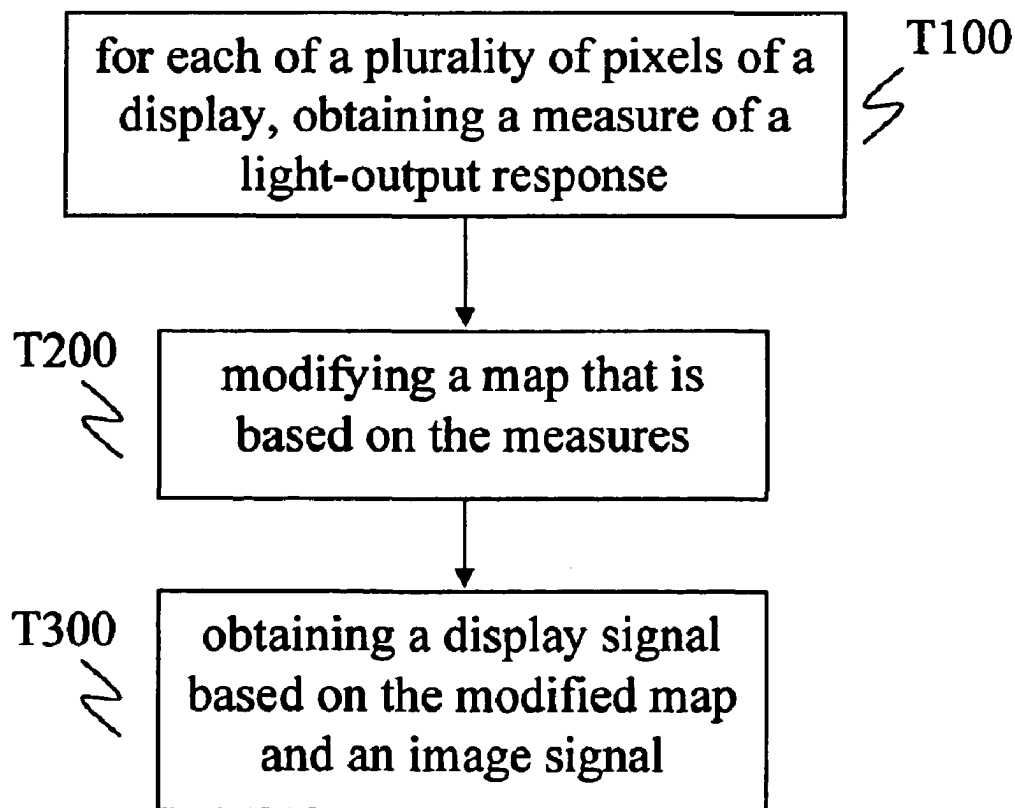 for each of a plurality of pixels of a
display, obtaining a measure of a
light-output response
T100
T200
modifying a map that is
based on the measures
T300
obtaining a display signal
based on the modified map
and an image signal